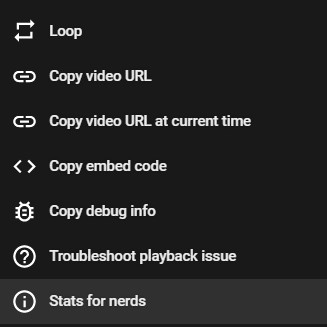 Loop
Copy video URL
Copy video URL at current time
Copy embed code
Copy debug info
Troubleshoot playback issue
Stats for nerds